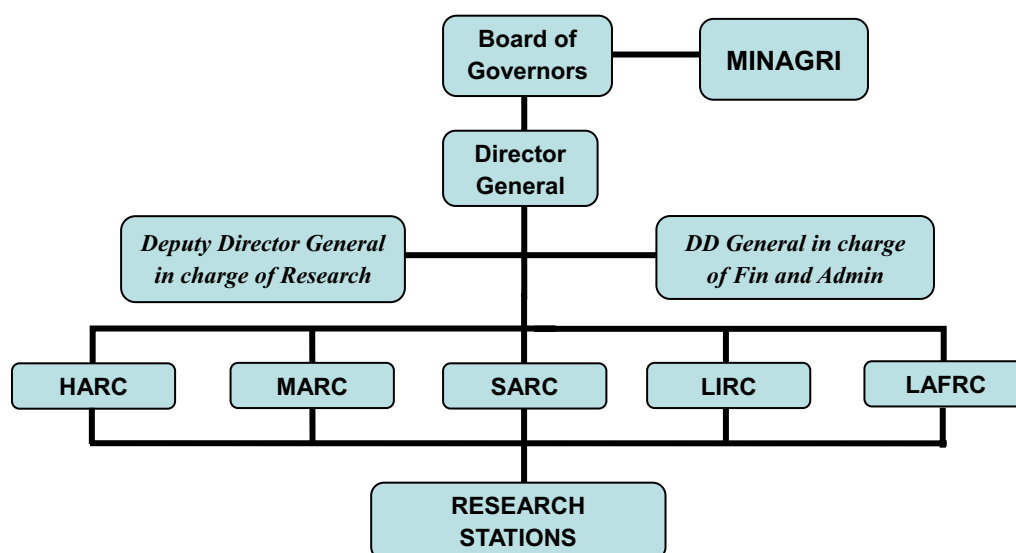 Board of
Governors
MINAGRI
Director
General
Deputy Director General
in charge of Research
DD General in charge
of Fin and Admin
HARC
MARC
SARC
LIRC
LAFRC
RESEARCH
STATIONS